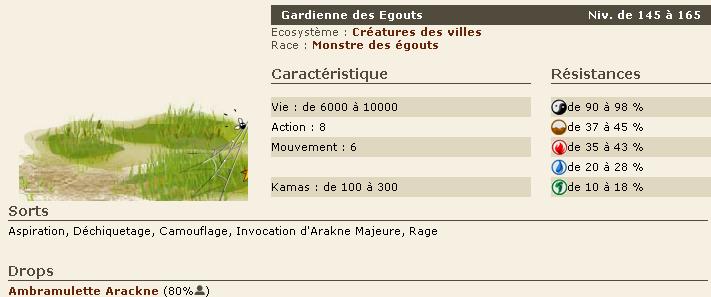 Gardienne des Egouts Niv. de 145 à 165
Ecosystème : Créatures des villes
Race : Monstre des égouts
Caractéristique
Vie : de 6000 à 10000
Action : 8
Mouvement : 6
Kamas : de 100 à 300
Résistances
de 90 à 98 %
de 37 à 45 %
de 35 à 43 %
de 20 à 28 %
de 10 à 18 %
Sorts
Aspiration, Déchiquetage, Camouflage, Invocation d'Arakne Majeure, Rage
Drops
Ambramulette Arackne (80%)